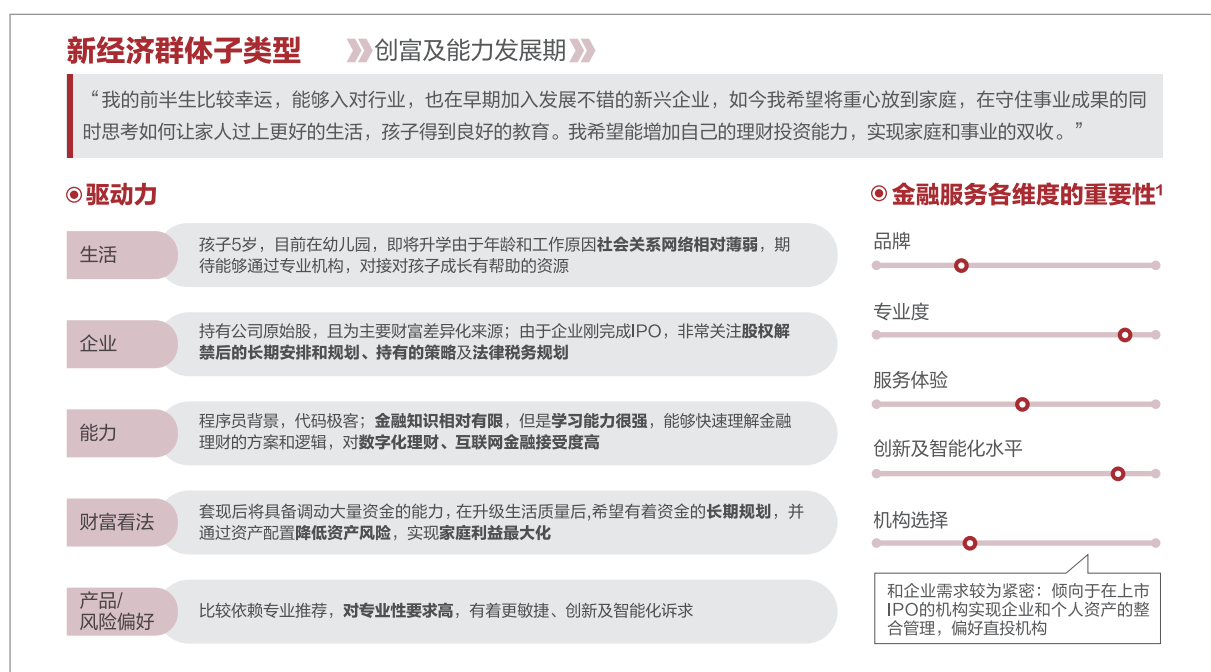 新经济群体子类型
创富及能力发展期
“我的前半生比较幸运，能够入对行业，也在早期加入发展不错的新兴企业，如今我希望将重心放到家庭，在守住事业成果的同
时思考如何让家人过上更好的生活，孩子得到良好的教育。我希望能增加自己的理财投资能力，实现家庭和事业的双收。”
驱动力
生活
孩子5岁，目前在幼儿园，即将升学由于年龄和工作原因社会关系网络相对薄弱，期
待能够通过专业机构，对接对孩子成长有帮助的资源
企业
持有公司原始股，且为主要财富差异化来源；由于企业刚完成IPO，非常关注股权解
禁后的长期安排和规划、持有的策略及法律税务规划
能力
程序员背景，代码极客；金融知识相对有限，但是学习能力很强，能够快速理解金融
理财的方案和逻辑，对数字化理财、互联网金融接受度高
财富看法
套现后将具备调动大量资金的能力,在升级生活质量后,希望有着资金的长期规划，并
通过资产配置降低资产风险，实现家庭利益最大化
产品/
风险偏好
比较依赖专业推荐，对专业性要求高，有着更敏捷、创新及智能化诉求
金融服务各维度的重要性¹
品牌
专业度
服务体验
创新及智能化水平
机构选择
和企业需求较为紧密：倾向于在上市
IPO的机构实现企业和个人资产的整
合管理，偏好直投机构